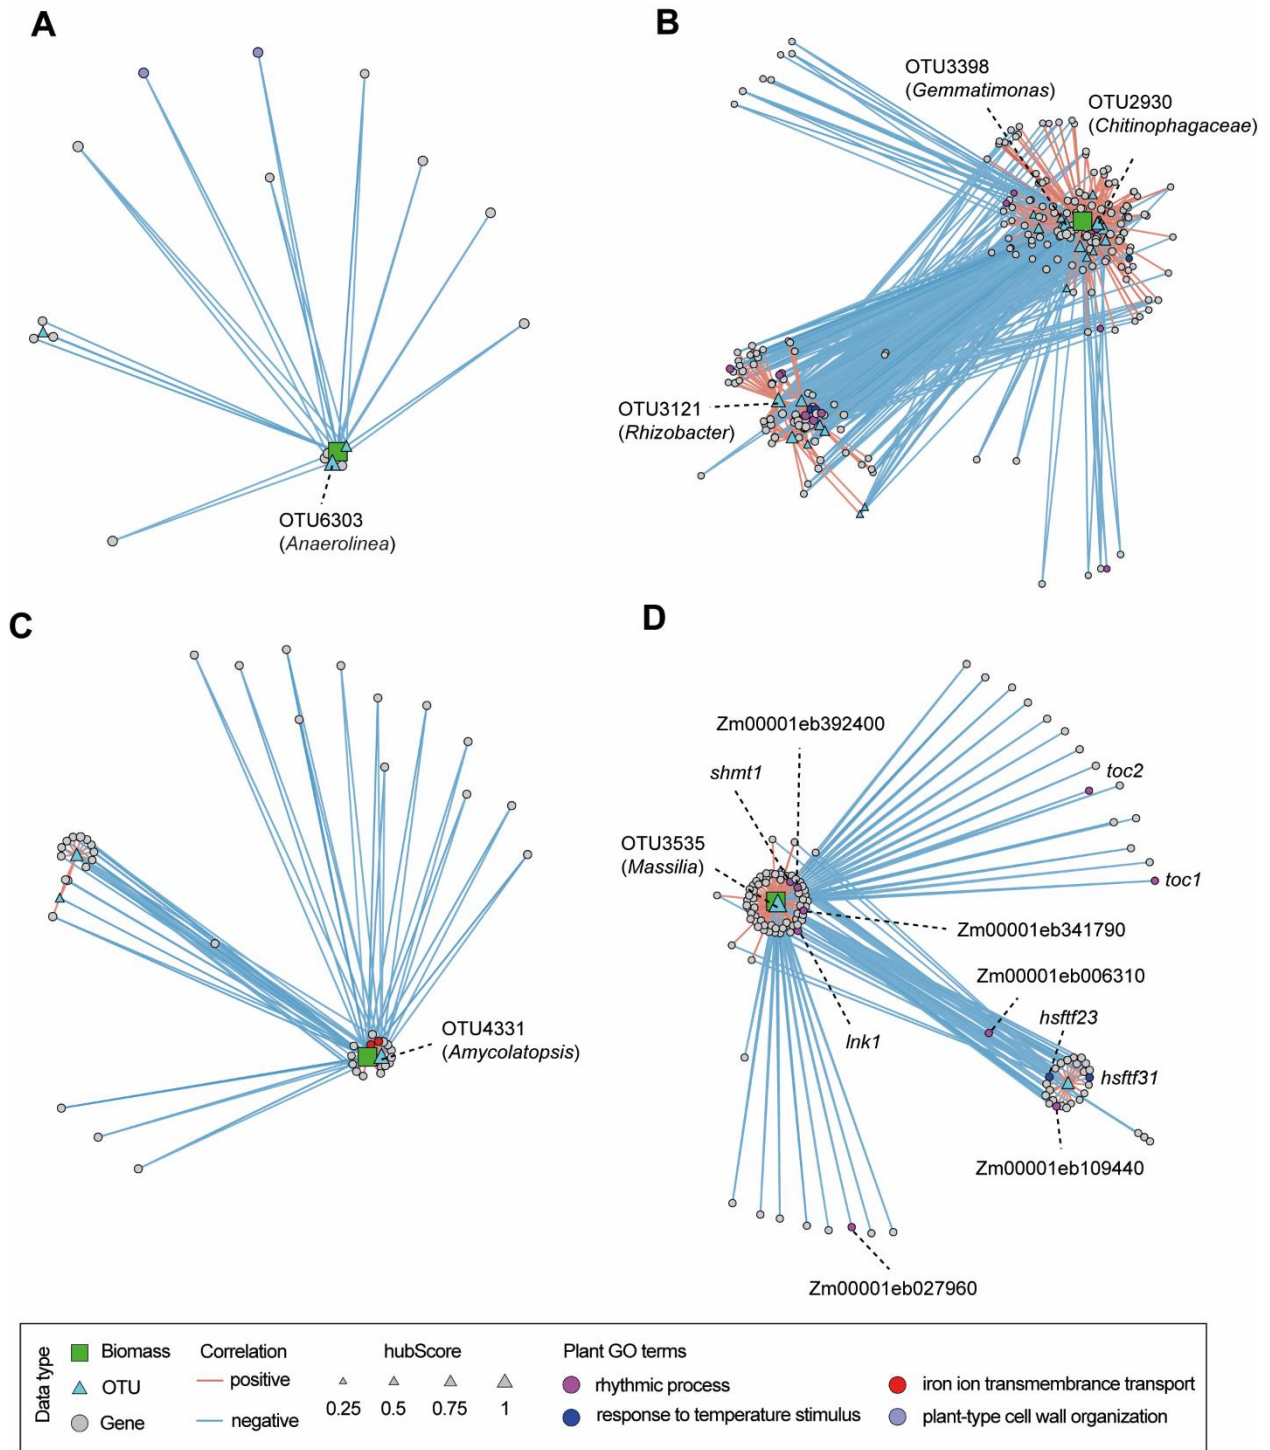 A
OTU6303
(Anaerolinea)
B
OTU3398
(Gemmatimonas)
OTU2930
(Chitinophagaceae)
OTU3121
(Rhizobacter)
C
OTU4331
(Amycolatopsis)
D
Zm00001eb392400
shmt1
OTU3535
(Massilia)
toc2
toc1
Zm00001eb341790
Zm00001eb006310
lnk1
hsftf23
hsftf31
Zm00001eb109440
Zm00001eb027960
Data type
Biomass
OTU
Gene
Correlation
positive
negative
hubScore
0.25 0.5 0.75 1
Plant GO terms
rhythmic process
response to temperature stimulus
iron ion transmembrance transport
plant-type cell wall organization